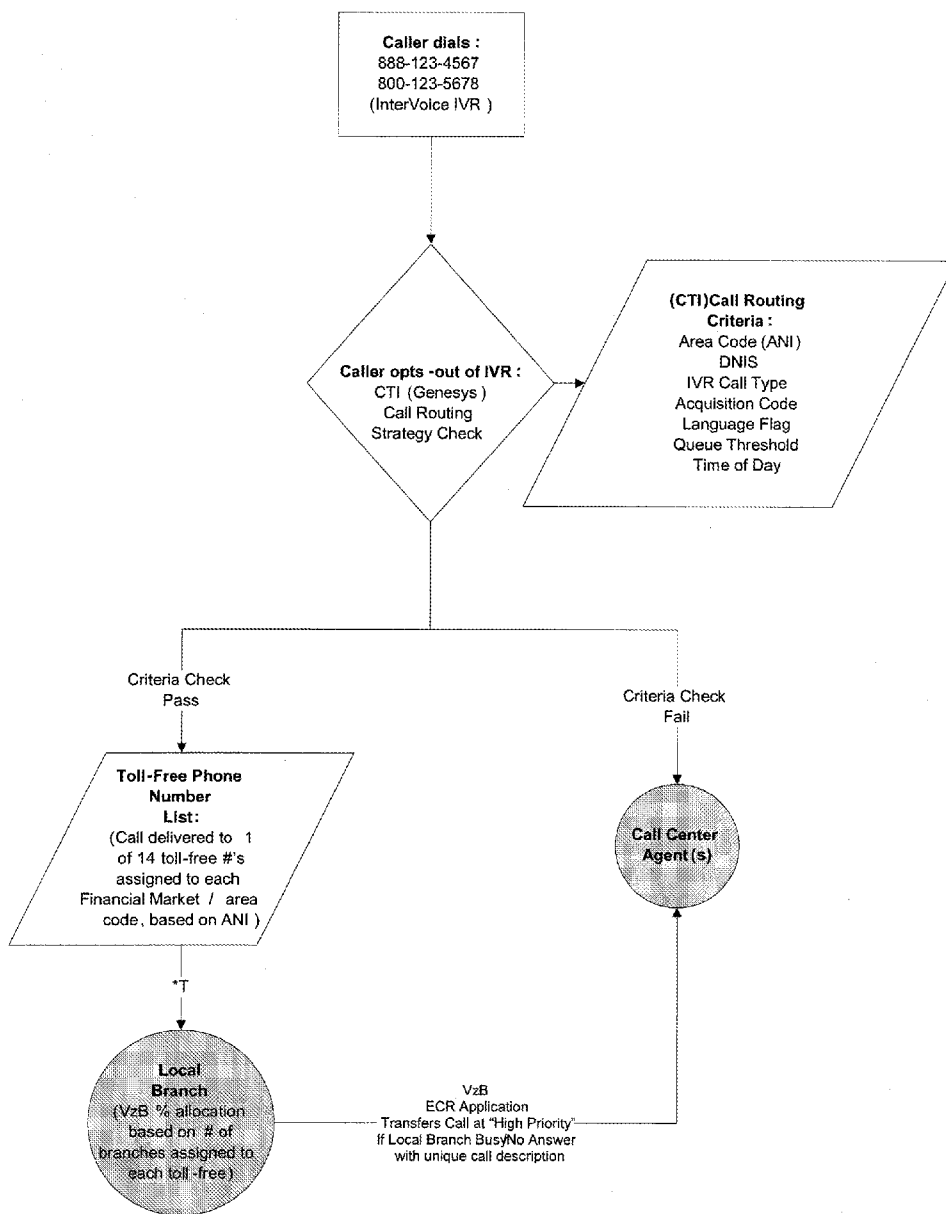 Caller dials :
888-123-4567
800-123-5678
(InterVoice IVR )
Caller opts -out of IVR :
CTI (Genesys )
Call Routing
Strategy Check
(CTI)Call Routing
Criteria :
Area Code (ANI )
DNIS
IVR Call Type
Acquisition Code
Language Flag
Queue Threshold
Time of Day
Criteria Check
Pass
Criteria Check
Fail
Toll-Free Phone
Number
List:
(Call delivered to 1
of 14 toll-free #'s
assigned to each
Financial Market / area
code, based on ANI )
Call Center
Agent (s)
*T
Local
Branch
(VzB % allocation
based on # of
branches assigned to
each toll -free)
VzB
ECR Application
Transfers Call at "High Priority"
If Local Branch Busy/No Answer
with unique call description